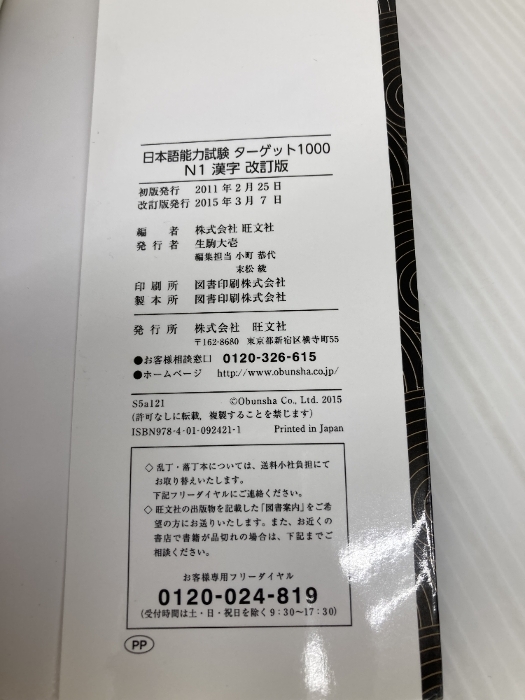 日本語能力試験 ターゲット1000
N1 漢字 改訂版
初版発行 2011年2月25日
改訂版発行 2015年3月7日
編者 株式会社 旺文社
発行者 生駒大壱
編集担当 小町 恭代
末松 綾
印刷所 図書印刷株式会社
製本所 図書印刷株式会社
発行所 株式会社 旺文社
〒162-8680 東京都新宿区横寺町55
●お客様相談窓口 0120-326-615
●ホームページ http://www.obunsha.co.jp/
S5a121 ©Obunsha Co., Ltd. 2015
(許可なしに転載，複製することを禁じます)
ISBN978-4-01-092421-1 Printed in Japan
◇乱丁・落丁本については、送料小社負担にて
お取り替えいたします。
下記フリーダイヤルにご連絡ください。
◇旺文社の出版物を記載した「図書案内」をご希
望の方にお送りいたします。また、お近くの
書店で書籍が品切れの場合は、下記までご
相談ください。
お客様専用フリーダイヤル
0120-024-819
(受付時間は土・日・祝日を除く9:30〜17:30)
PP